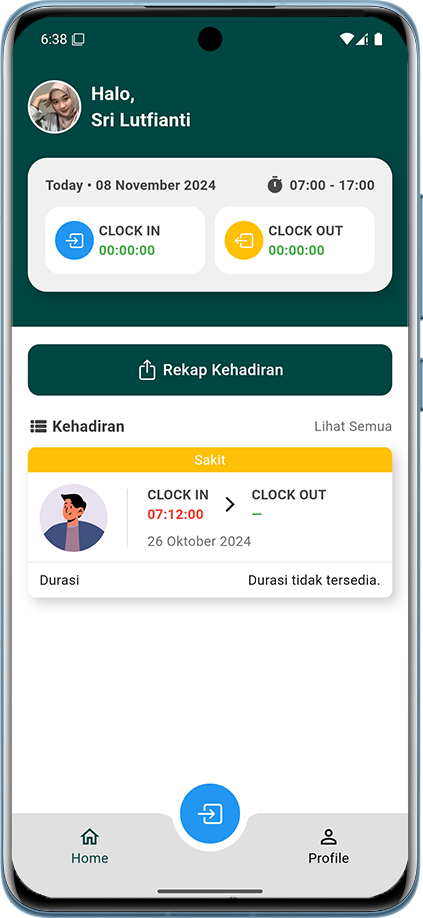 6:38
Halo,
Sri Lutfianti
Today • 08 November 2024 07:00 - 17:00
CLOCK IN CLOCK OUT
00:00:00 00:00:00
Rekap Kehadiran
Kehadiran Lihat Semua
Sakit
CLOCK IN CLOCK OUT
07:12:00 —
26 Oktober 2024
Durasi Durasi tidak tersedia.
Home Profile